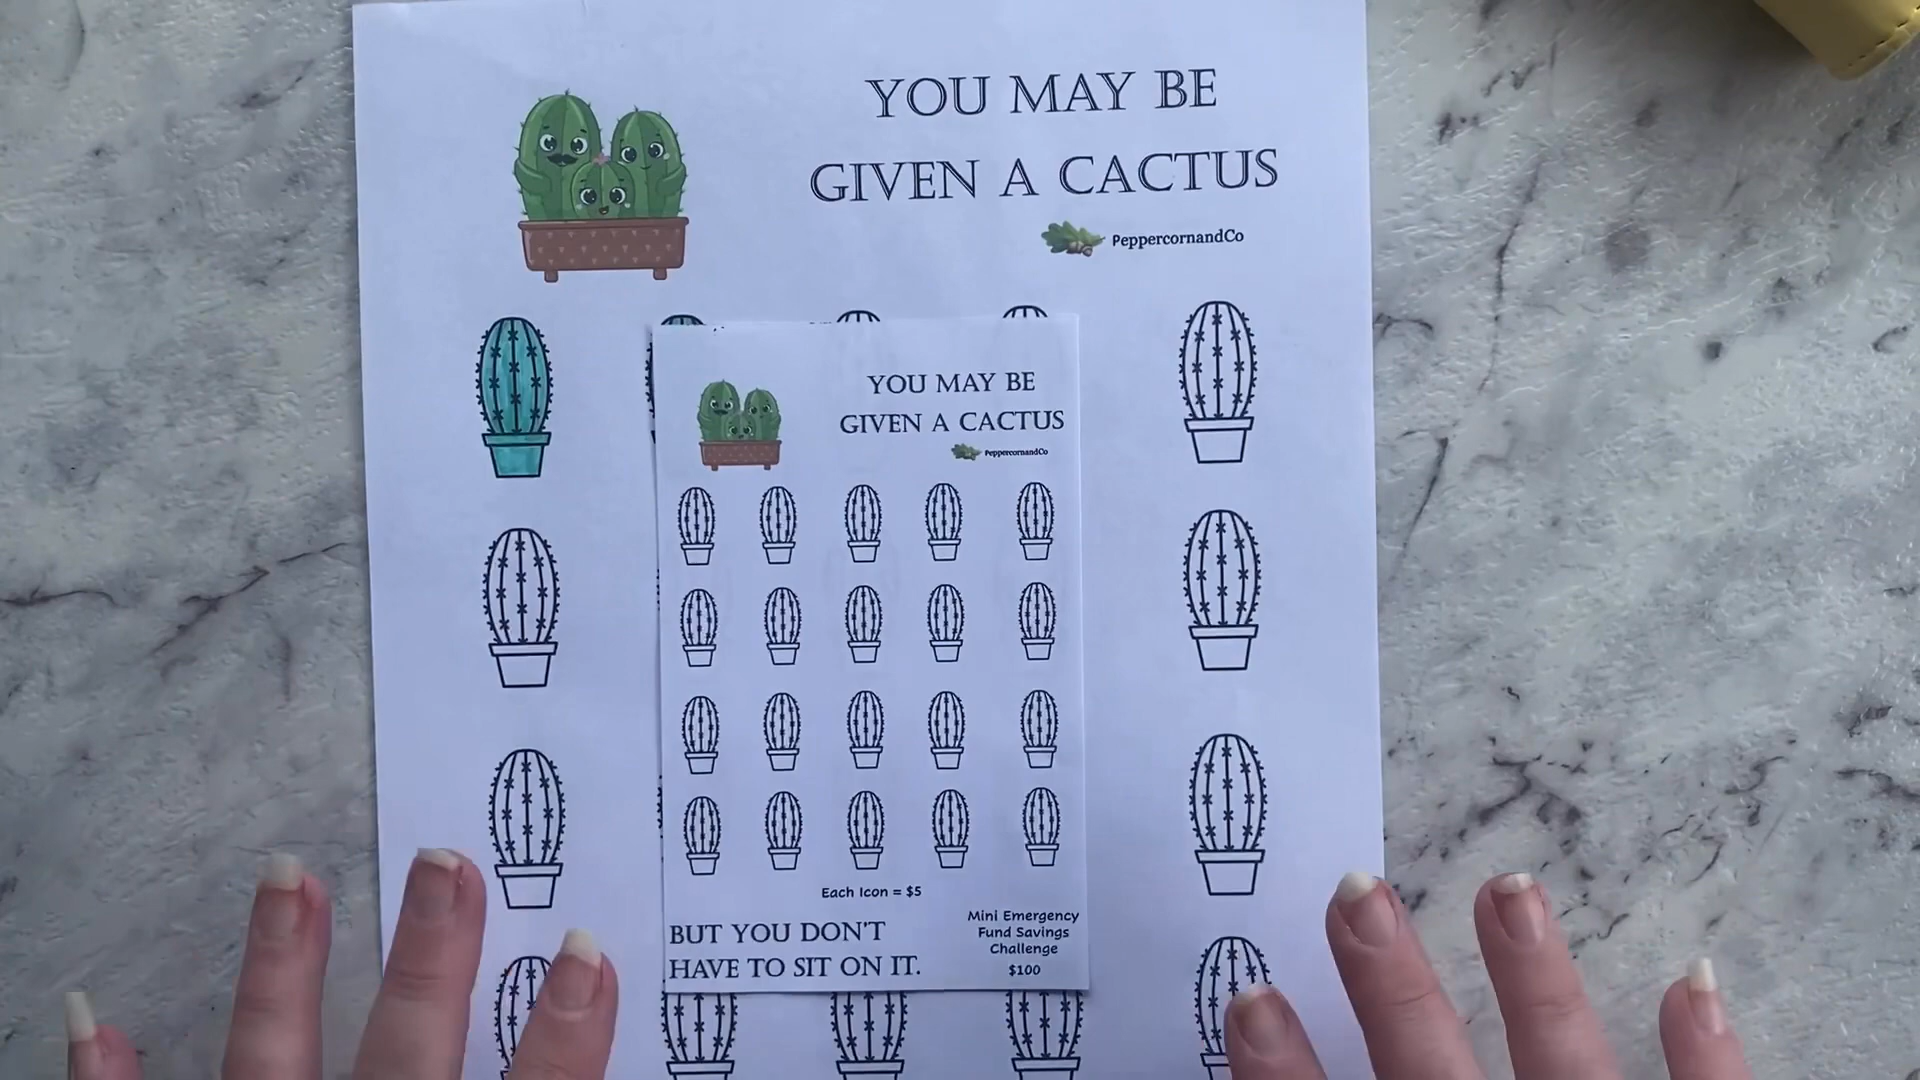 YOU MAY BE
GIVEN A CACTUS
PeppercornandCo
YOU MAY BE
GIVEN A CACTUS
PeppercornandCo
Each Icon = $5
BUT YOU DON'T
HAVE TO SIT ON IT.
Mini Emergency
Fund Savings
Challenge
$100